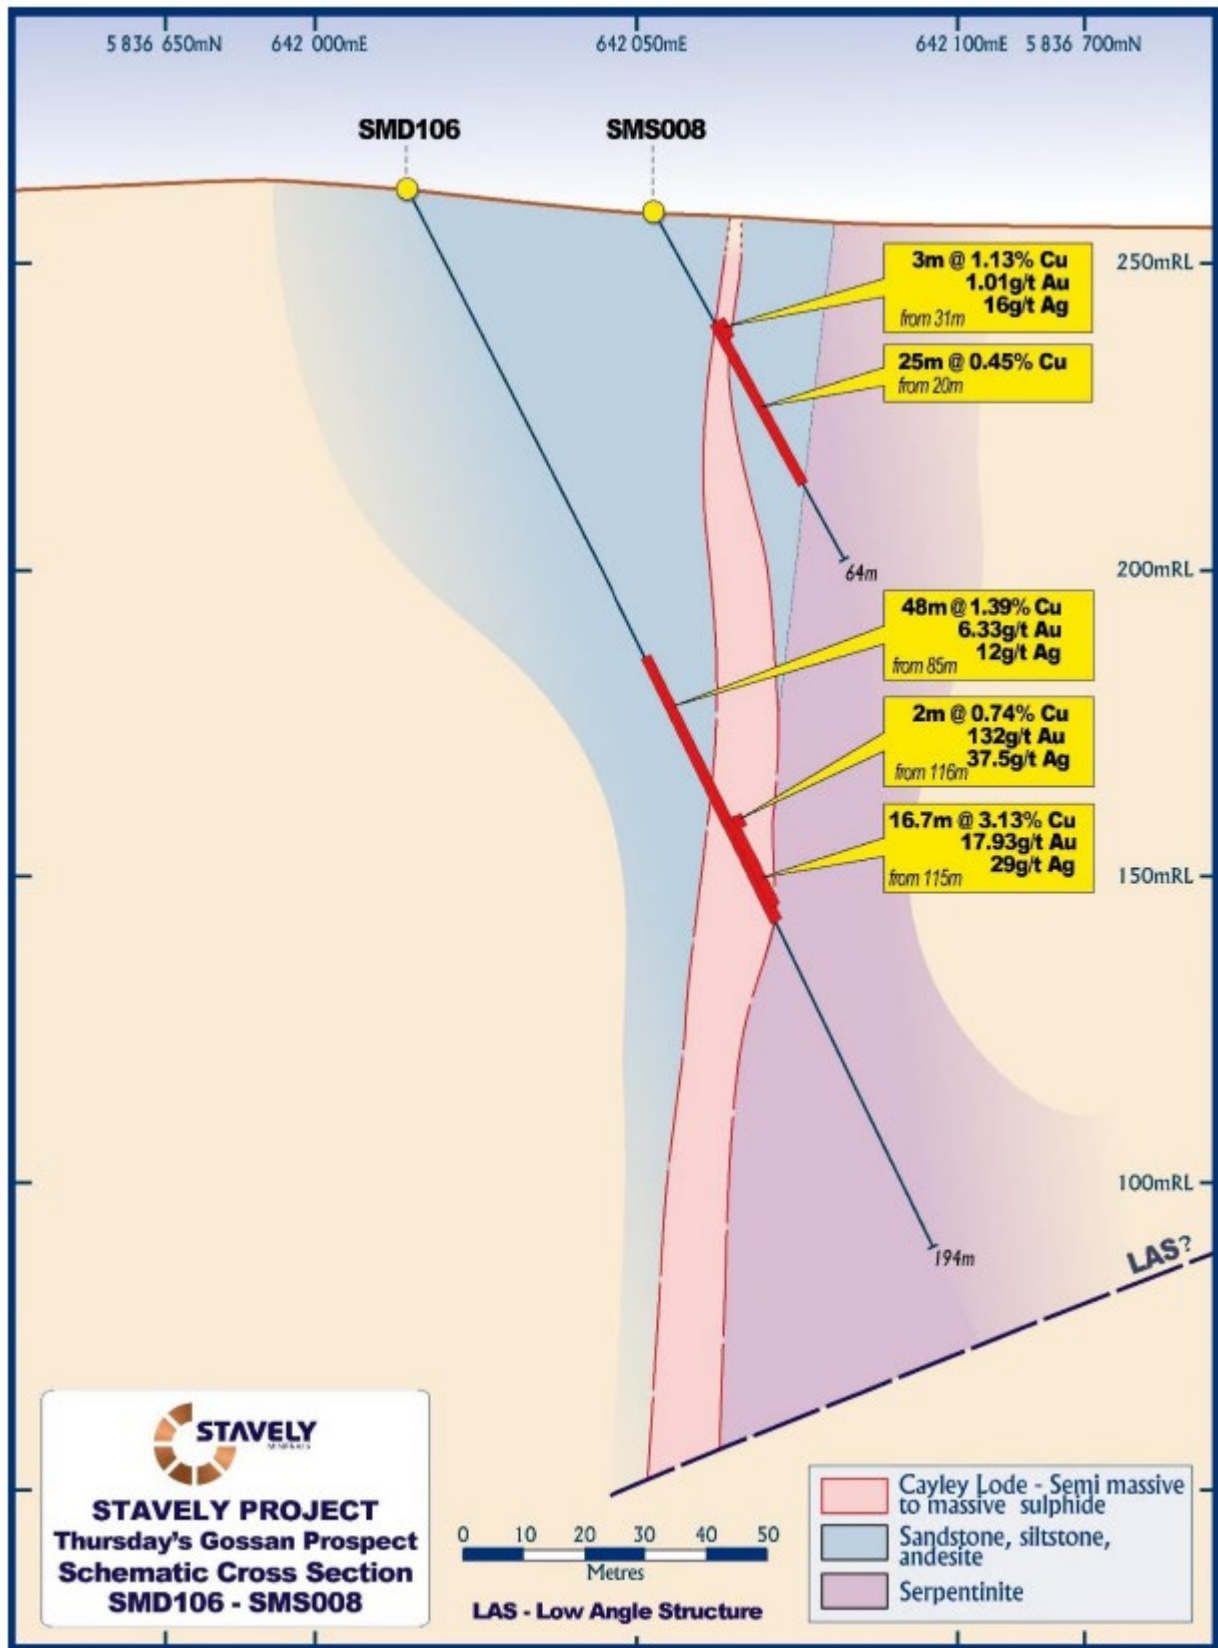 5 836 650mN 642 000mE 642 050mE 642 100mE 5 836 700mN
SMD106 SMS008
3m @ 1.13% Cu
1.01g/t Au
16g/t Ag
from 31m
250mRL
25m @ 0.45% Cu
from 20m
200mRL
64m
48m @ 1.39% Cu
6.33g/t Au
12g/t Ag
from 85m
2m @ 0.74% Cu
132g/t Au
37.5g/t Ag
from 116m
16.7m @ 3.13% Cu
17.93g/t Au
29g/t Ag
from 115m
150mRL
100mRL
194m
LAS?
STAVELY
MINERALS
STAVELY PROJECT
Thursday's Gossan Prospect
Schematic Cross Section
SMD106 - SMS008
0 10 20 30 40 50
Metres
LAS - Low Angle Structure
Cayley Lode - Semi massive
to massive sulphide
Sandstone, siltstone,
andesite
Serpentinite